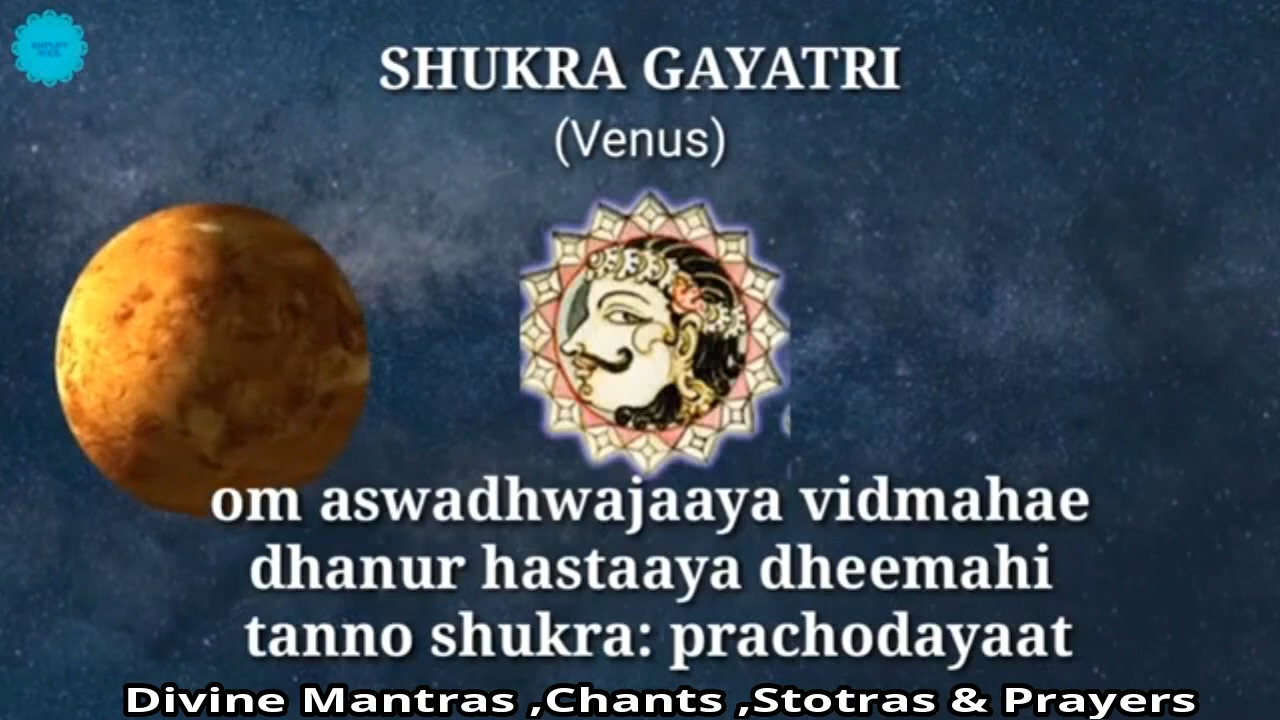 SHUKRA GAYATRI
(Venus)
om aswadhwajaaya vidmahae
dhanur hastaaya dheemahi
tanno shukra: prachodayaat
Divine Mantras ,Chants ,Stotras & Prayers